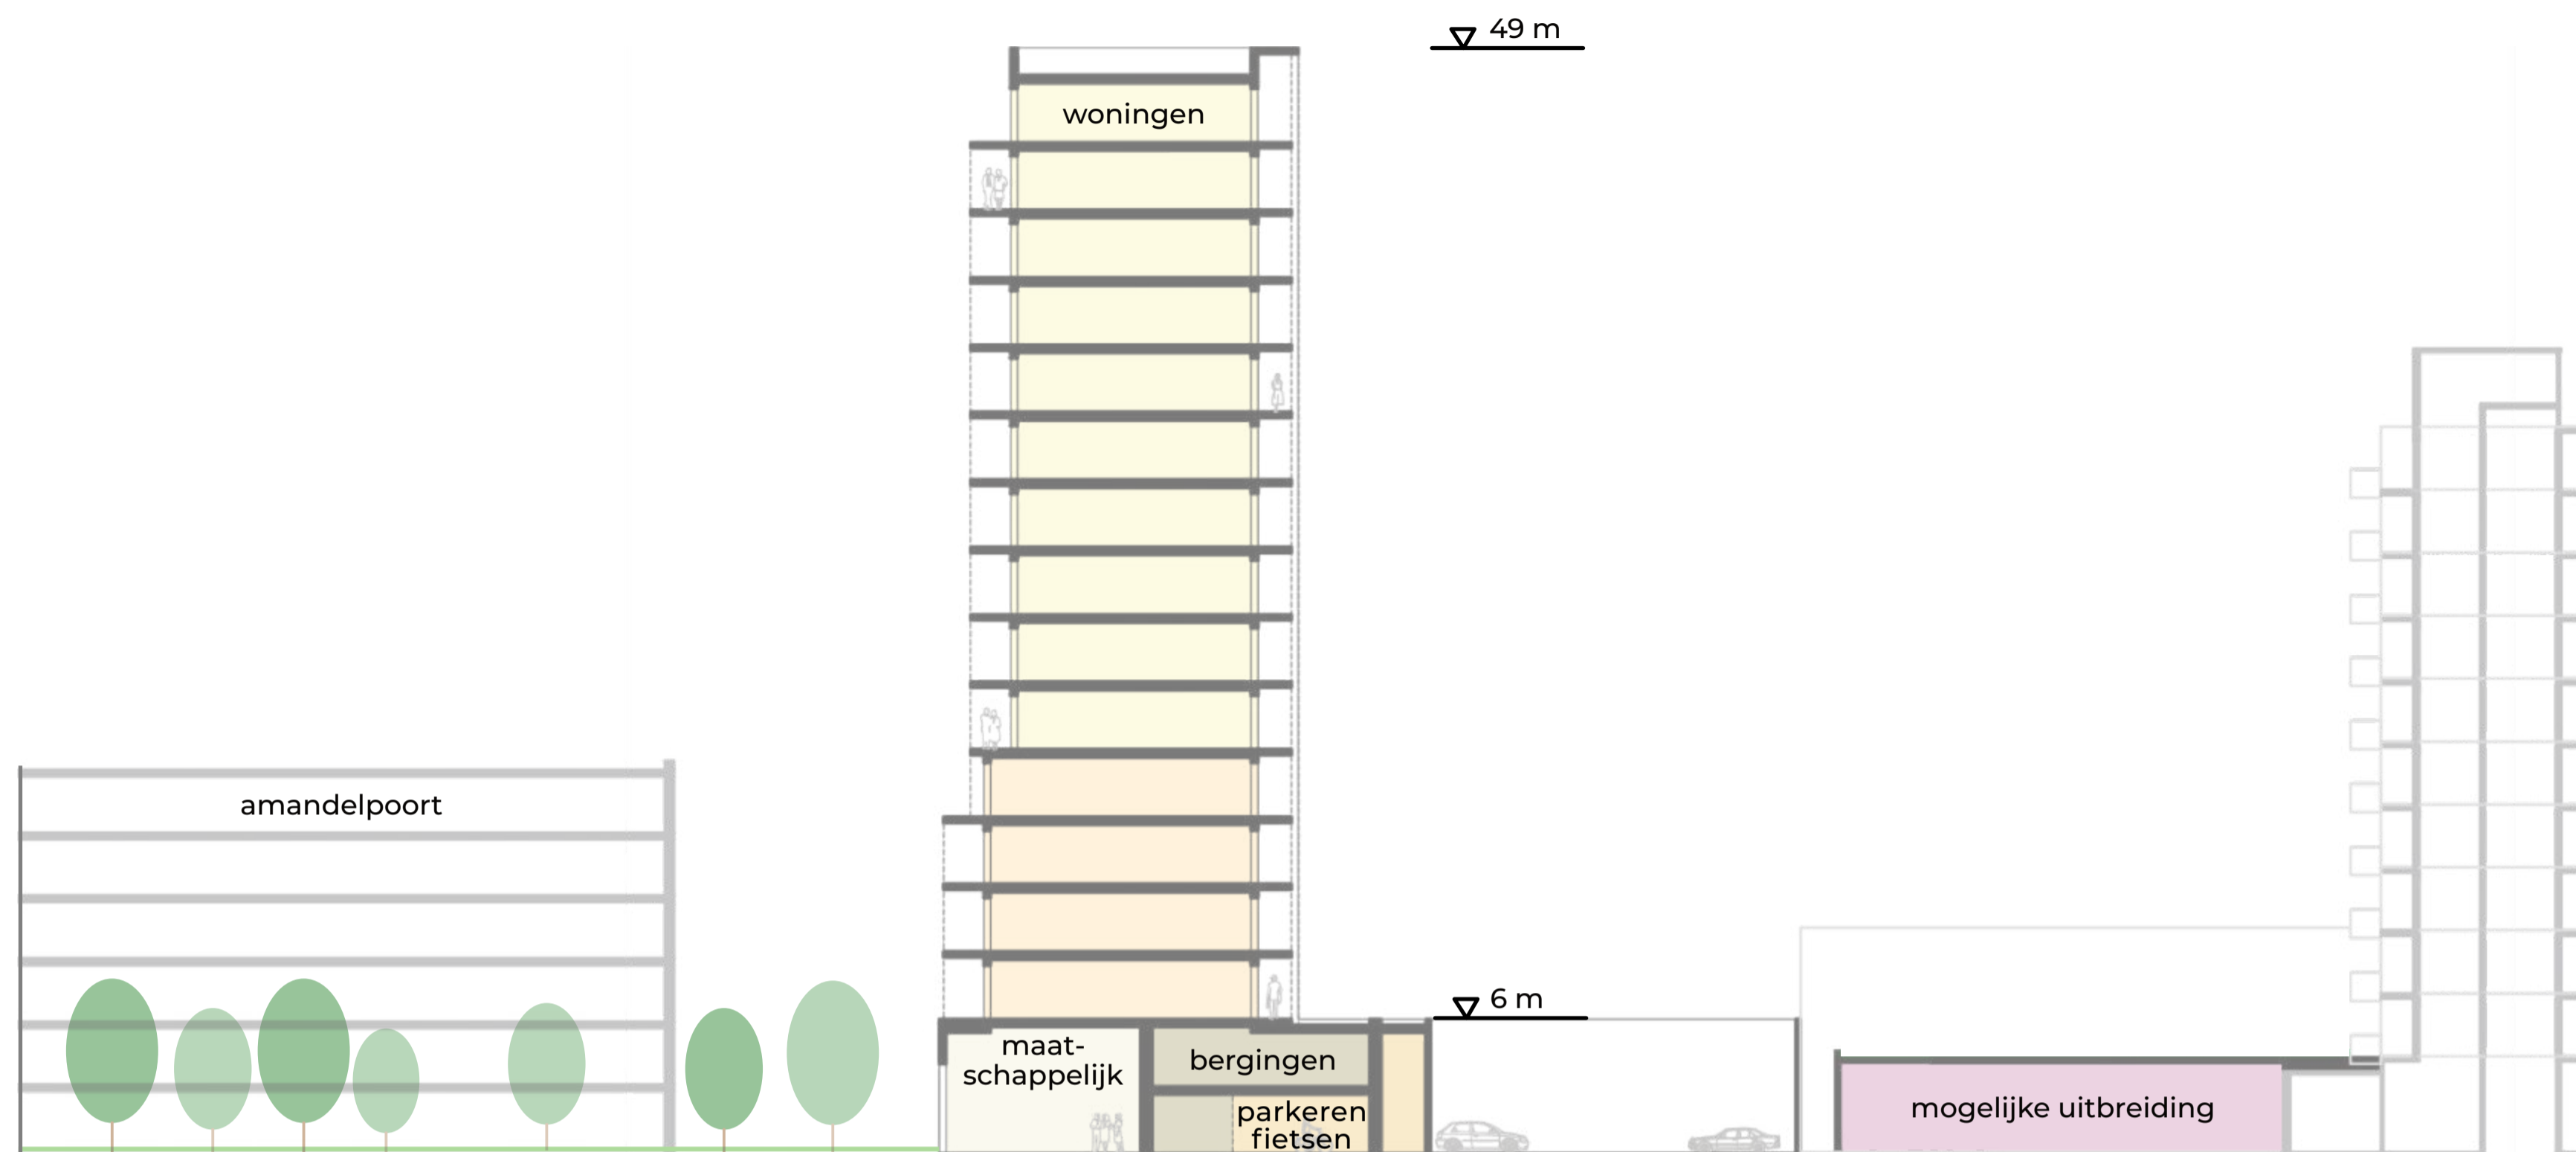 49 m
woningen
amandelpoort
6 m
maat-
schappelijk
bergingen
parkeren
fietsen
mogelijke uitbreiding